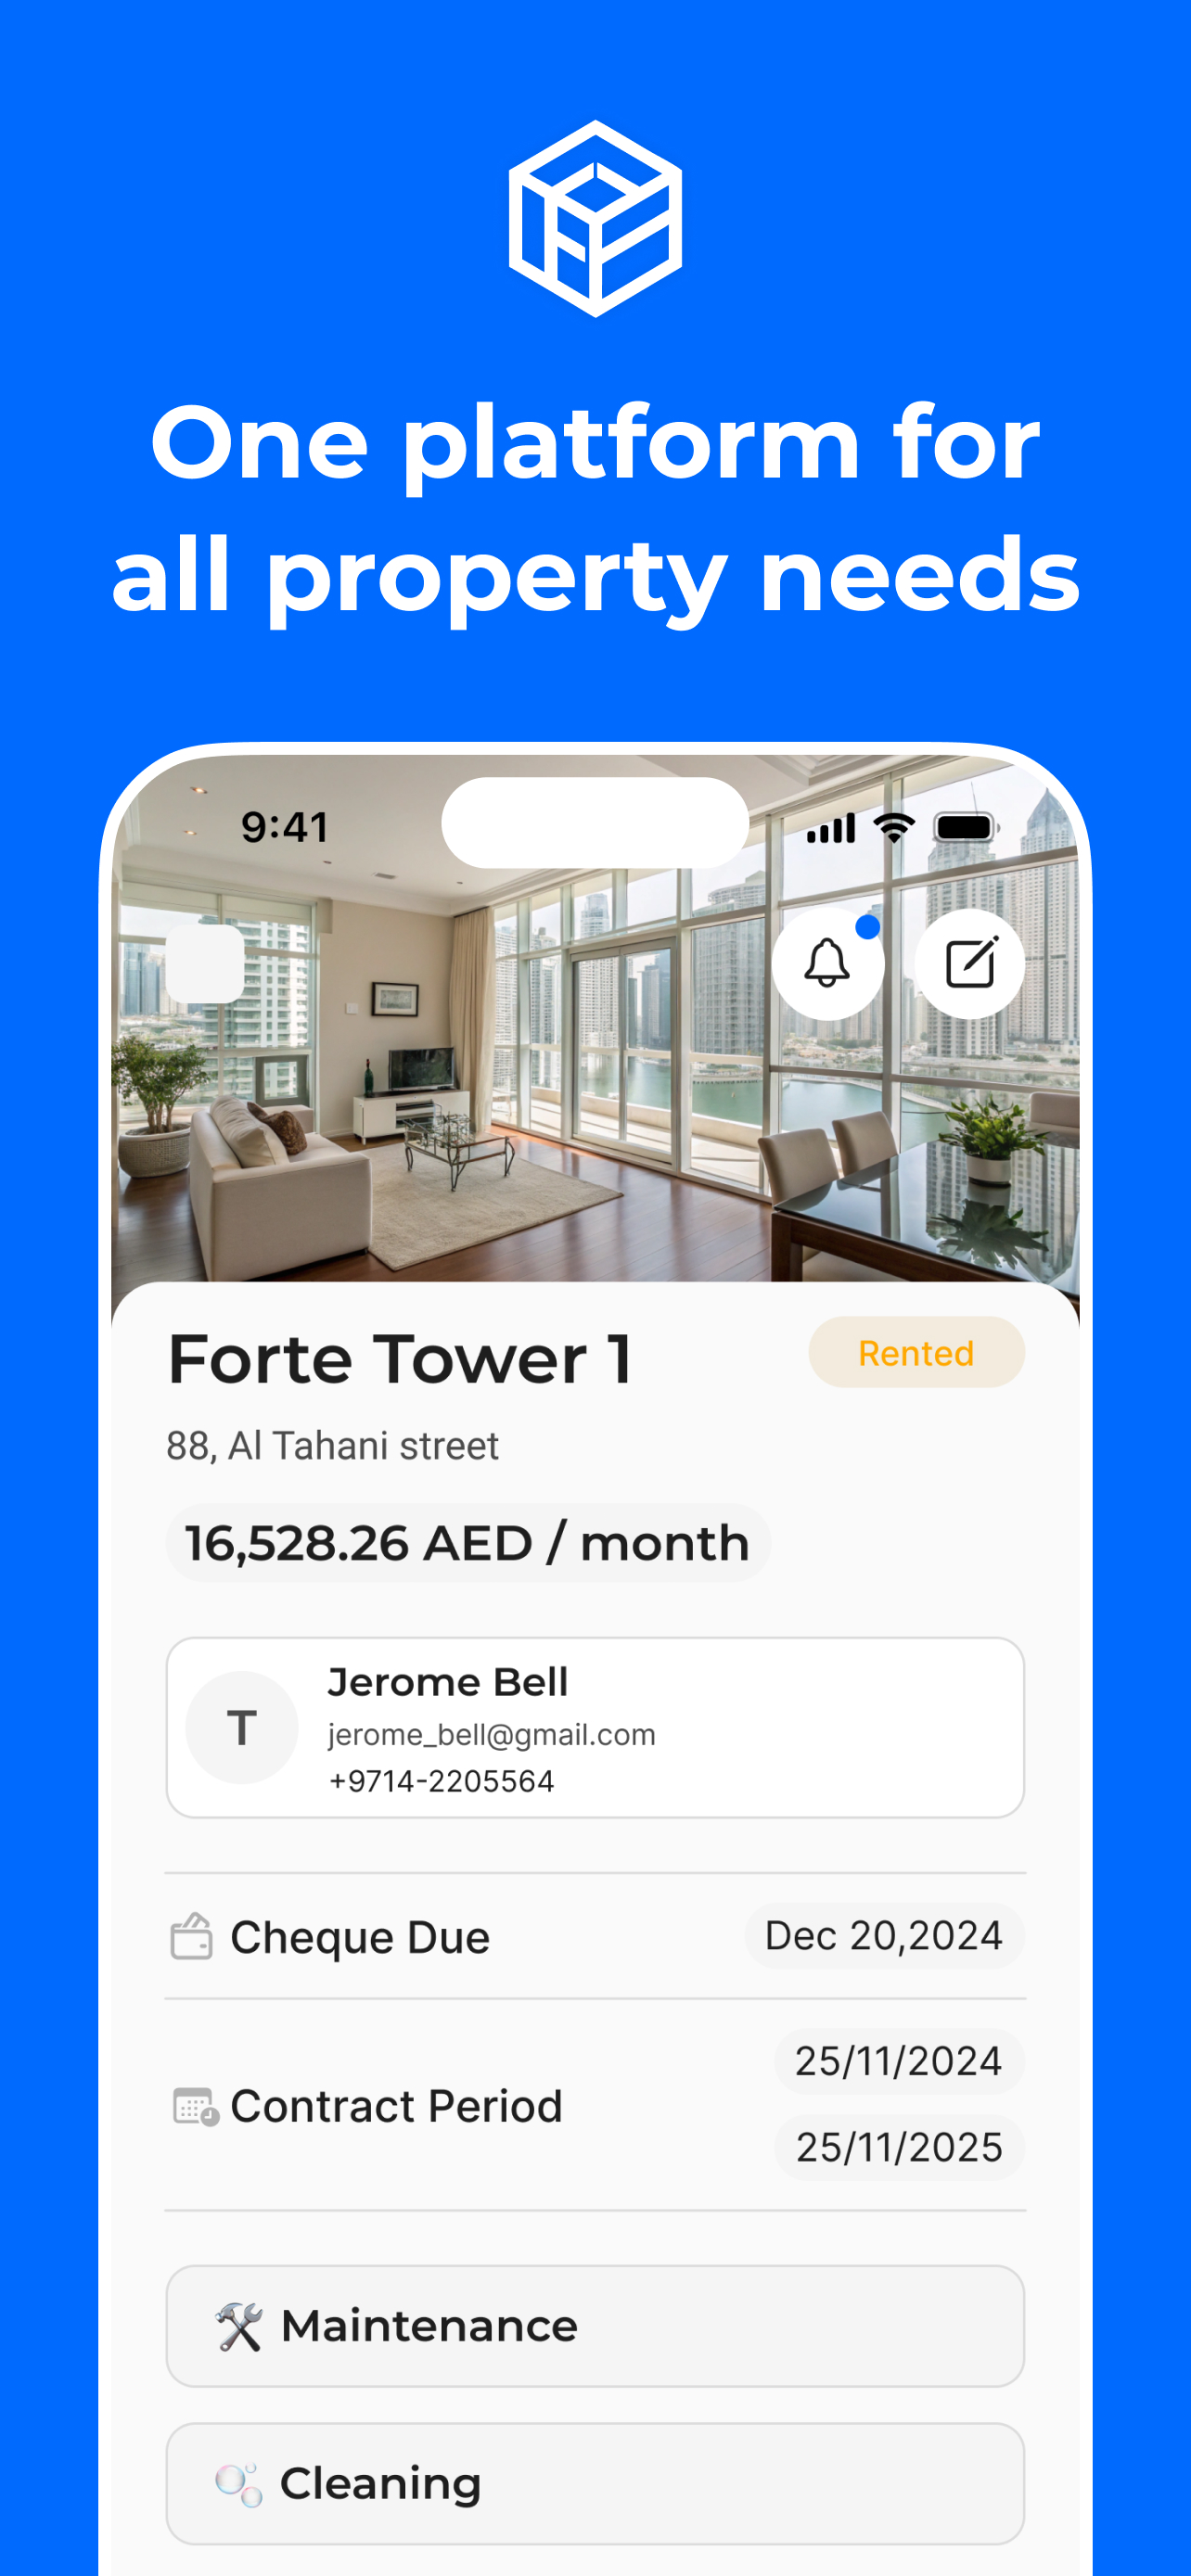 One platform for
all property needs
9:41
Forte Tower 1
Rented
88, Al Tahani street
16,528.26 AED / month
T
Jerome Bell
jerome_bell@gmail.com
+9714-2205564
Cheque Due
Dec 20,2024
Contract Period
25/11/2024
25/11/2025
Maintenance
Cleaning